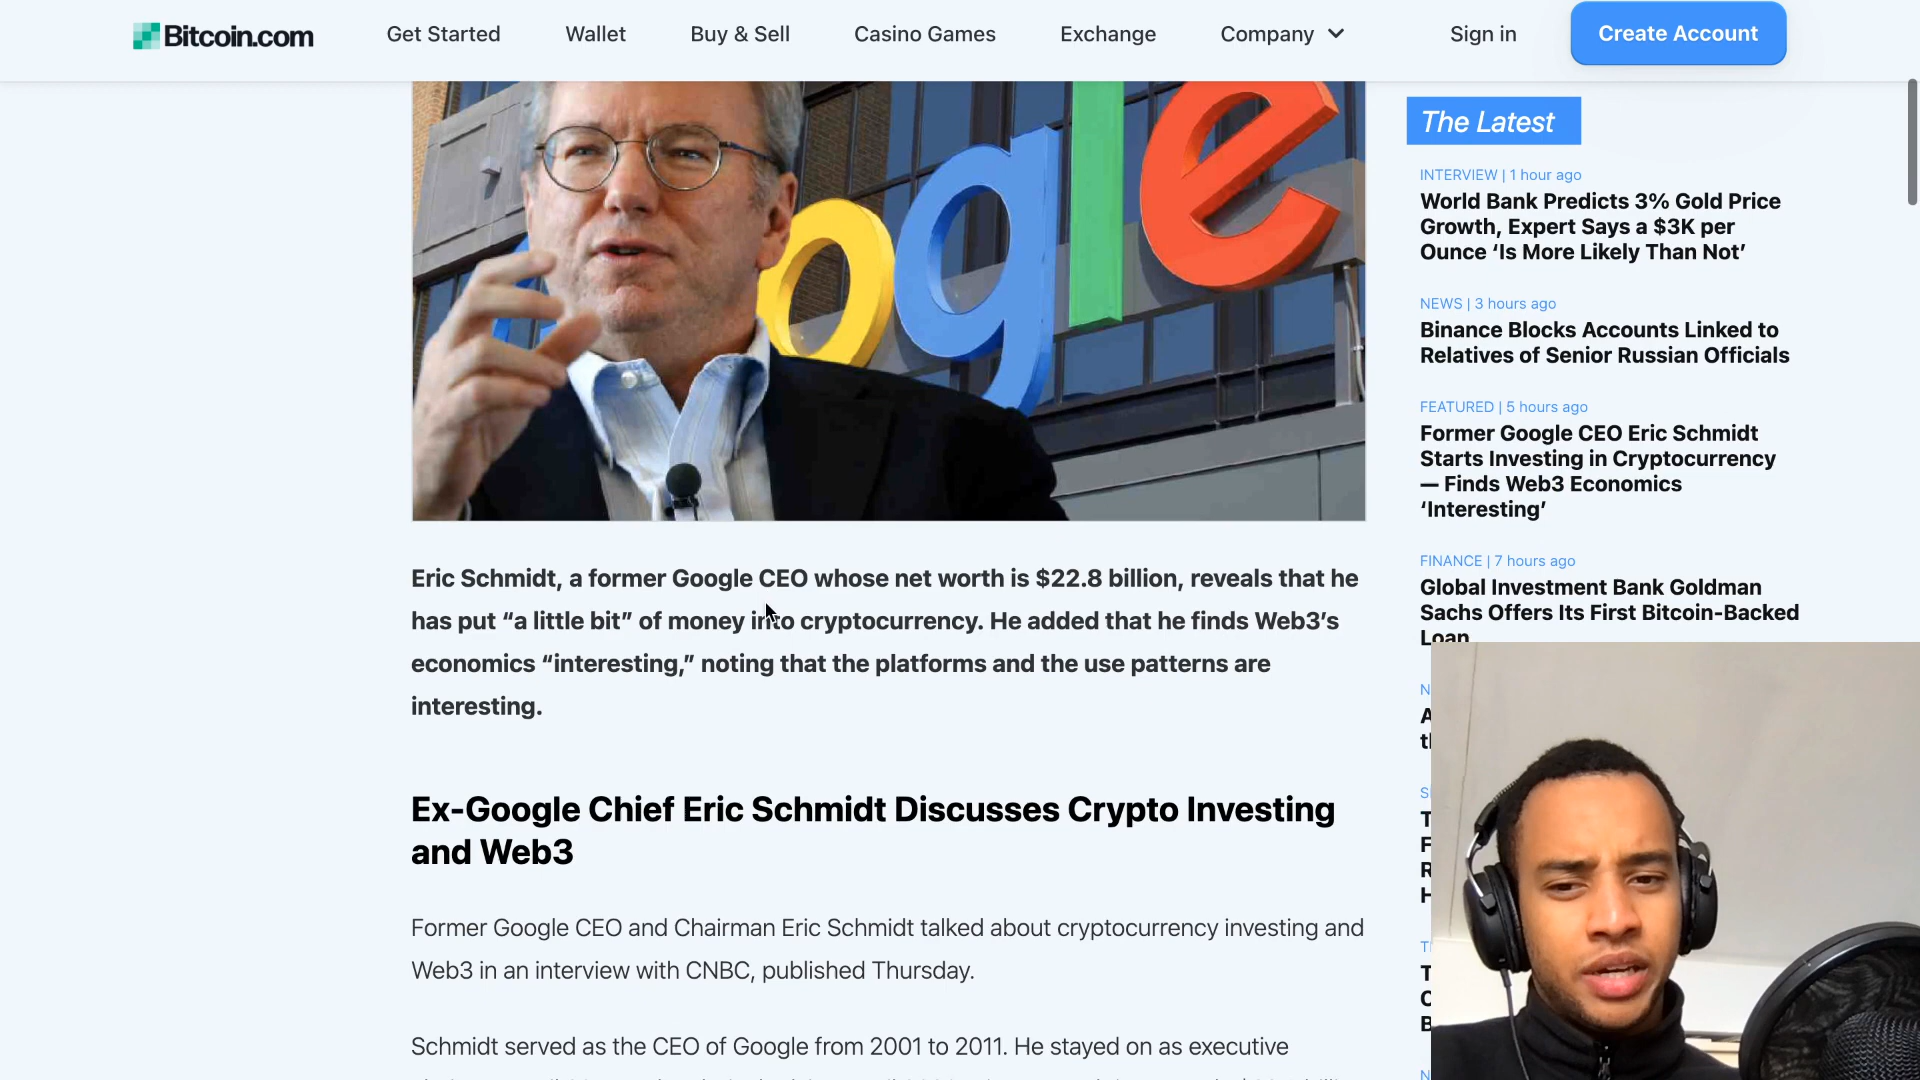 Bitcoin.com
Get Started
Wallet
Buy & Sell
Casino Games
Exchange
Company
Sign in
Create Account
ogle
Eric Schmidt, a former Google CEO whose net worth is $22.8 billion, reveals that he
has put “a little bit” of money into cryptocurrency. He added that he finds Web3’s
economics “interesting,” noting that the platforms and the use patterns are
interesting.
Ex-Google Chief Eric Schmidt Discusses Crypto Investing
and Web3
Former Google CEO and Chairman Eric Schmidt talked about cryptocurrency investing and
Web3 in an interview with CNBC, published Thursday.
Schmidt served as the CEO of Google from 2001 to 2011. He stayed on as executive
The Latest
INTERVIEW | 1 hour ago
World Bank Predicts 3% Gold Price
Growth, Expert Says a $3K per
Ounce ‘Is More Likely Than Not’
NEWS | 3 hours ago
Binance Blocks Accounts Linked to
Relatives of Senior Russian Officials
FEATURED | 5 hours ago
Former Google CEO Eric Schmidt
Starts Investing in Cryptocurrency
— Finds Web3 Economics
‘Interesting’
FINANCE | 7 hours ago
Global Investment Bank Goldman
Sachs Offers Its First Bitcoin-Backed
Loan